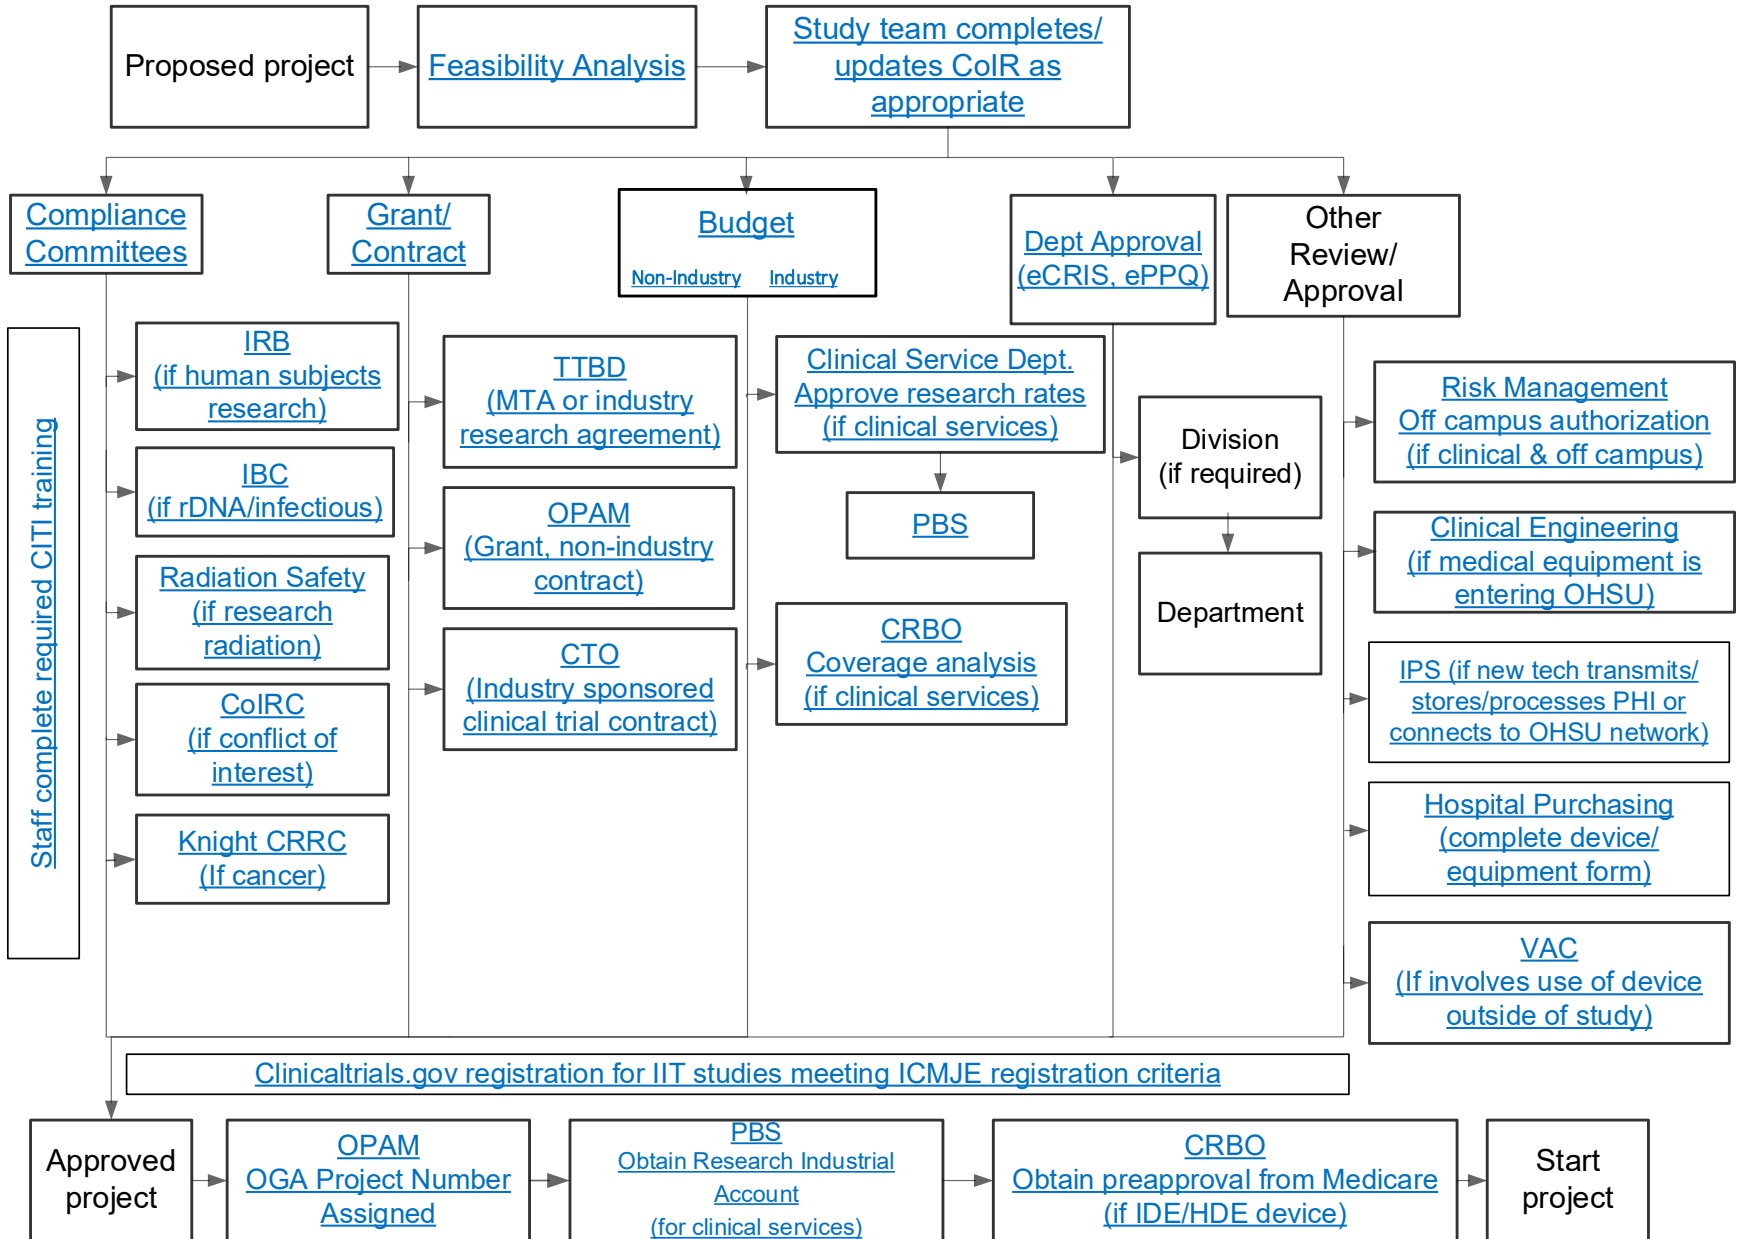 Proposed project
Feasibility Analysis
Study team completes/
updates CoIR as
appropriate
Compliance
Committees
Grant/
Contract
Budget
Non-Industry Industry
Dept Approval
(eCRIS, ePPQ)
Other
Review/
Approval
Staff complete required CITI training
IRB
(if human subjects
research)
IBC
(if rDNA/infectious)
Radiation Safety
(if research
radiation)
CoIRC
(if conflict of
interest)
Knight CRRC
(If cancer)
TTBD
(MTA or industry
research agreement)
OPAM
(Grant, non-industry
contract)
CTO
(Industry sponsored
clinical trial contract)
Clinical Service Dept.
Approve research rates
(if clinical services)
PBS
CRBO
Coverage analysis
(if clinical services)
Division
(if required)
Department
Risk Management
Off campus authorization
(if clinical & off campus)
Clinical Engineering
(if medical equipment is
entering OHSU)
IPS (if new tech transmits/
stores/processes PHI or
connects to OHSU network)
Hospital Purchasing
(complete device/
equipment form)
VAC
(If involves use of device
outside of study)
Clinicaltrials.gov registration for IIT studies meeting ICMJE registration criteria
Approved
project
OPAM
OGA Project Number
Assigned
PBS
Obtain Research Industrial
Account
(for clinical services)
CRBO
Obtain preapproval from Medicare
(if IDE/HDE device)
Start
project